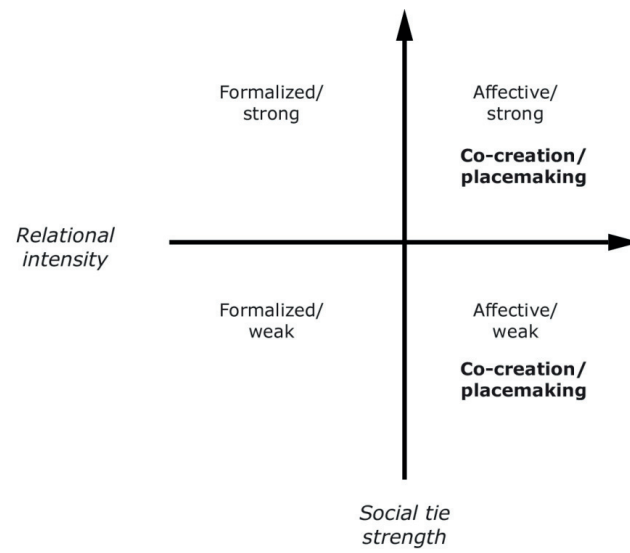 Formalized/
strong
Affective/
strong
Co-creation/
placemaking
Relational
intensity
Formalized/
weak
Affective/
weak
Co-creation/
placemaking
Social tie
strength